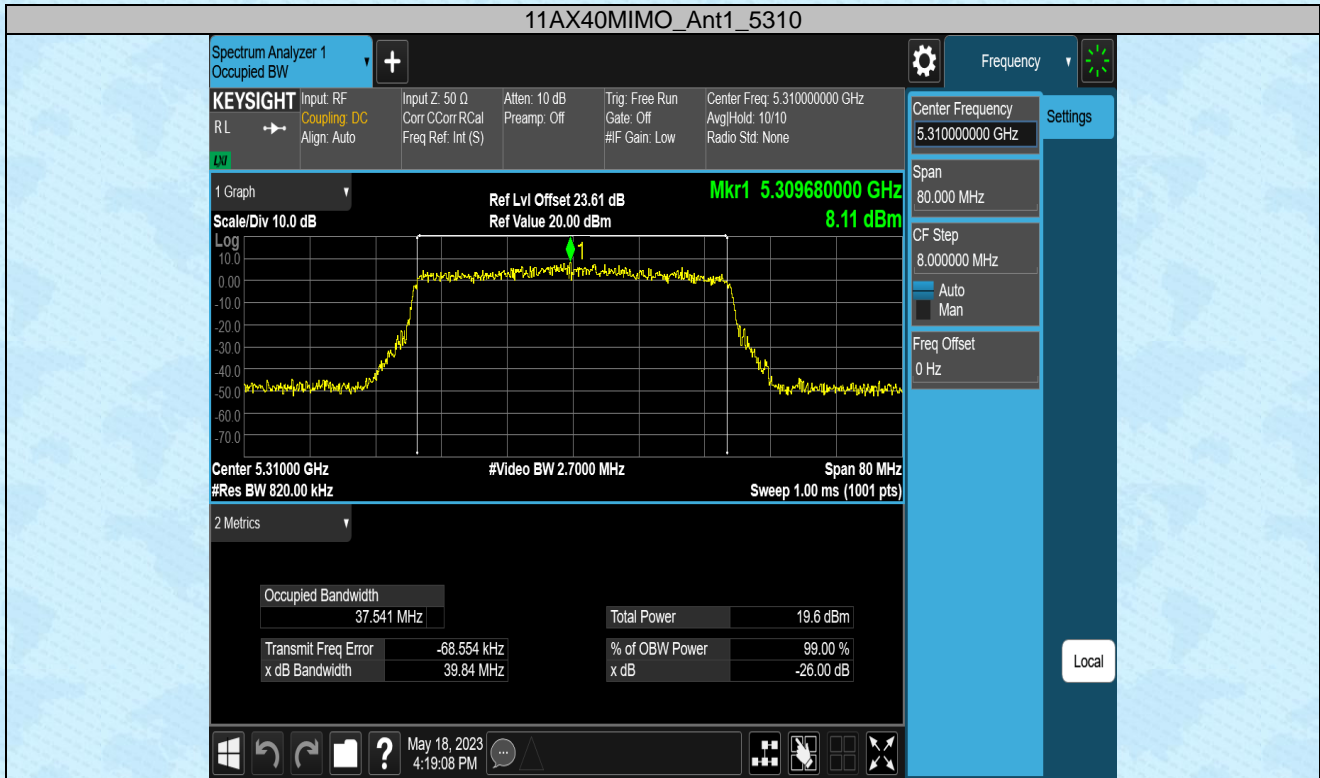 11AX40MIMO_Ant1_5310
Spectrum Analyzer 1
Occupied BW
Frequency
KEYSIGHT
R L
LXI
Input: RF
Coupling: DC
Align: Auto
Input Z: 50 Ω
Corr CCorr RCal
Freq Ref: Int (S)
Atten: 10 dB
Preamp: Off
Trig: Free Run
Gate: Off
#IF Gain: Low
Center Freq: 5.310000000 GHz
Avg|Hold: 10/10
Radio Std: None
Center Frequency
5.310000000 GHz
Settings
Span
80.000 MHz
CF Step
8.000000 MHz
Auto
Man
Freq Offset
0 Hz
Local
1 Graph
Ref Lvl Offset 23.61 dB
Mkr1 5.309680000 GHz
Scale/Div 10.0 dB
Ref Value 20.00 dBm
8.11 dBm
Log
1
10.0
0.00
-10.0
-20.0
-30.0
-40.0
-50.0
-60.0
-70.0
Center 5.31000 GHz
#Video BW 2.7000 MHz
Span 80 MHz
#Res BW 820.00 kHz
Sweep 1.00 ms (1001 pts)
2 Metrics
Occupied Bandwidth
37.541 MHz
Total Power 19.6 dBm
Transmit Freq Error -68.554 kHz
% of OBW Power 99.00 %
x dB Bandwidth 39.84 MHz
x dB -26.00 dB
?
May 18, 2023
4:19:08 PM